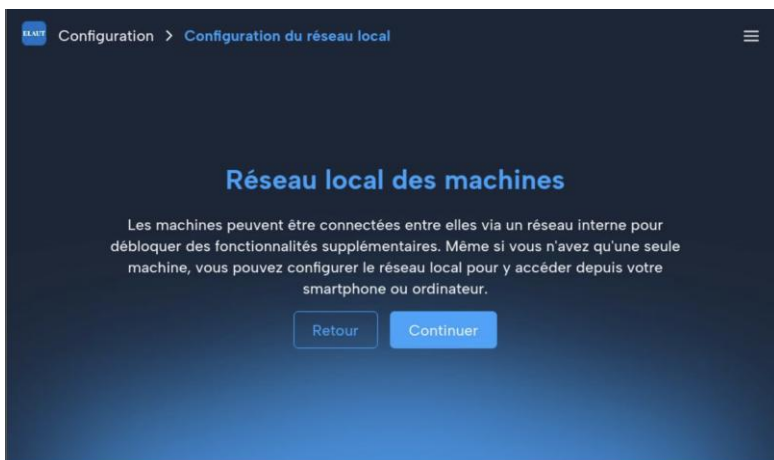 ELAUT Configuration > Configuration du réseau local
Réseau local des machines
Les machines peuvent être connectées entre elles via un réseau interne pour
débloquer des fonctionnalités supplémentaires. Même si vous n'avez qu'une seule
machine, vous pouvez configurer le réseau local pour y accéder depuis votre
smartphone ou ordinateur.
Retour Continuer